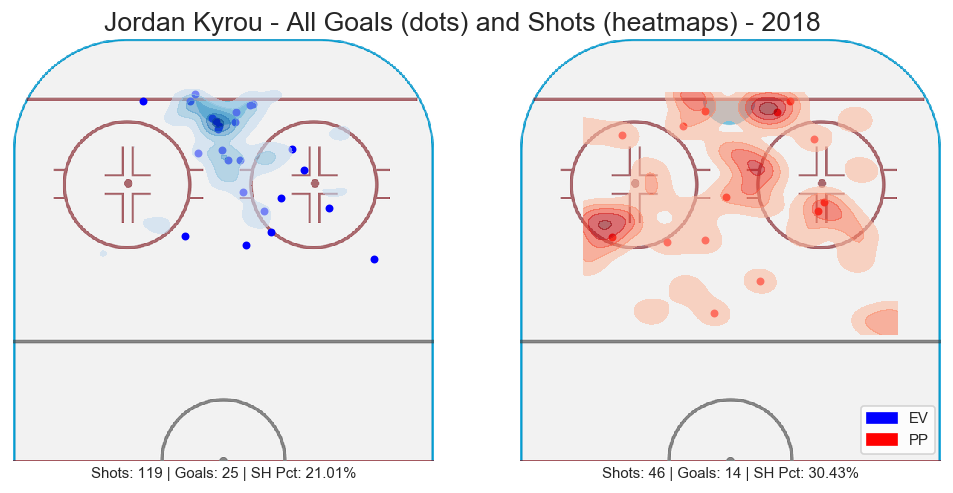 Jordan Kyrou - All Goals (dots) and Shots (heatmaps) - 2018
EV
PP
Shots: 119 | Goals: 25 | SH Pct: 21.01%
Shots: 46 | Goals: 14 | SH Pct: 30.43%